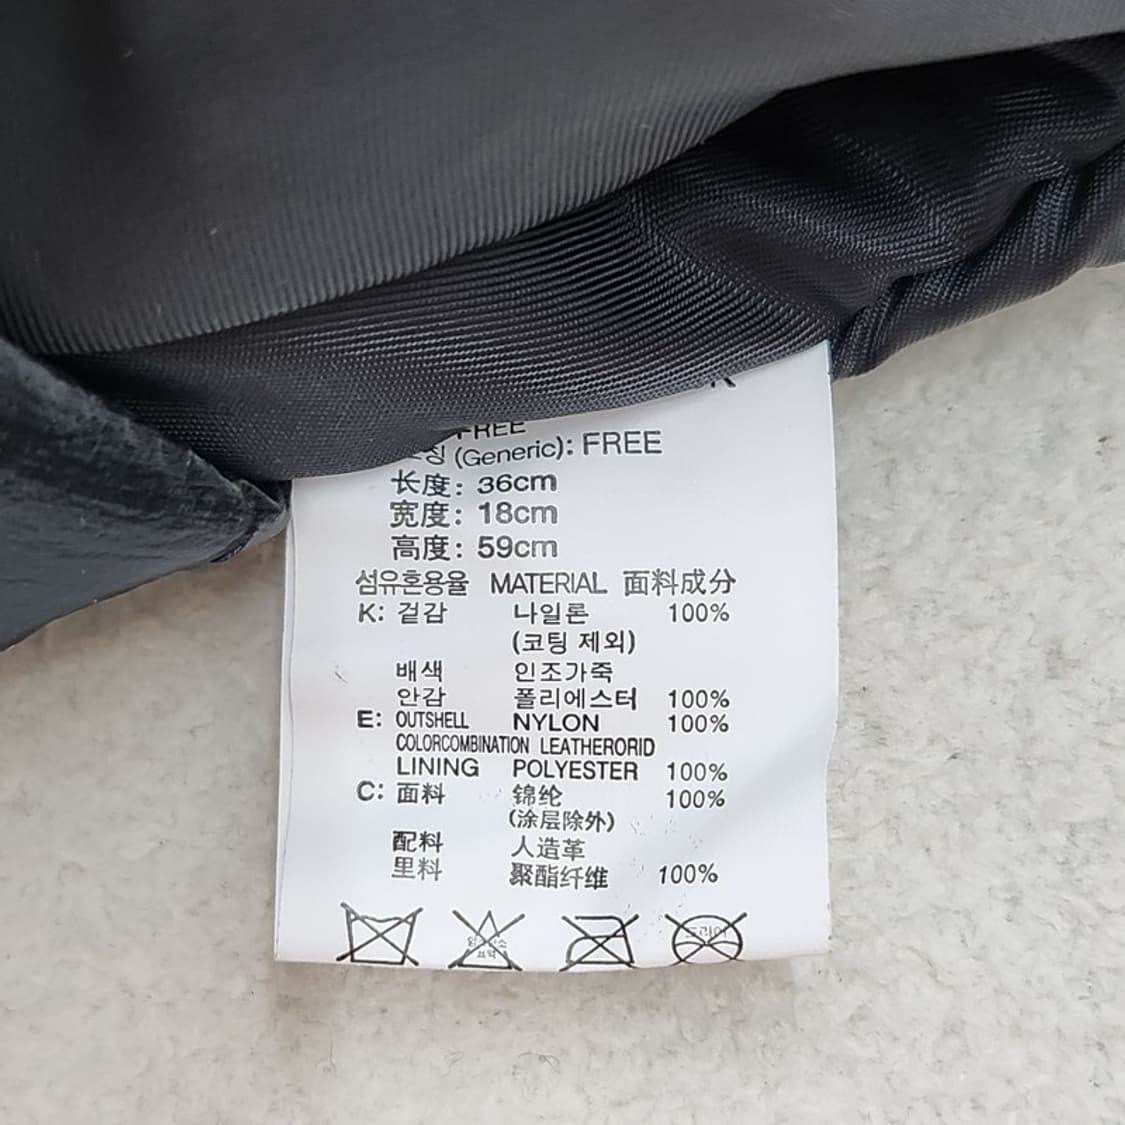 FREE
(Generic): FREE
长度: 36cm
宽度: 18cm
高度: 59cm
섬유혼용율 MATERIAL 面料成分
K: 겉감 나일론 100%
(코팅 제외)
배색 인조가죽
안감 폴리에스터 100%
E: OUTSHELL NYLON 100%
COLORCOMBINATION LEATHERORID
LINING POLYESTER 100%
C: 面料 锦纶 100%
(涂层除外)
配料 人造革
里料 聚酯纤维 100%
드라이